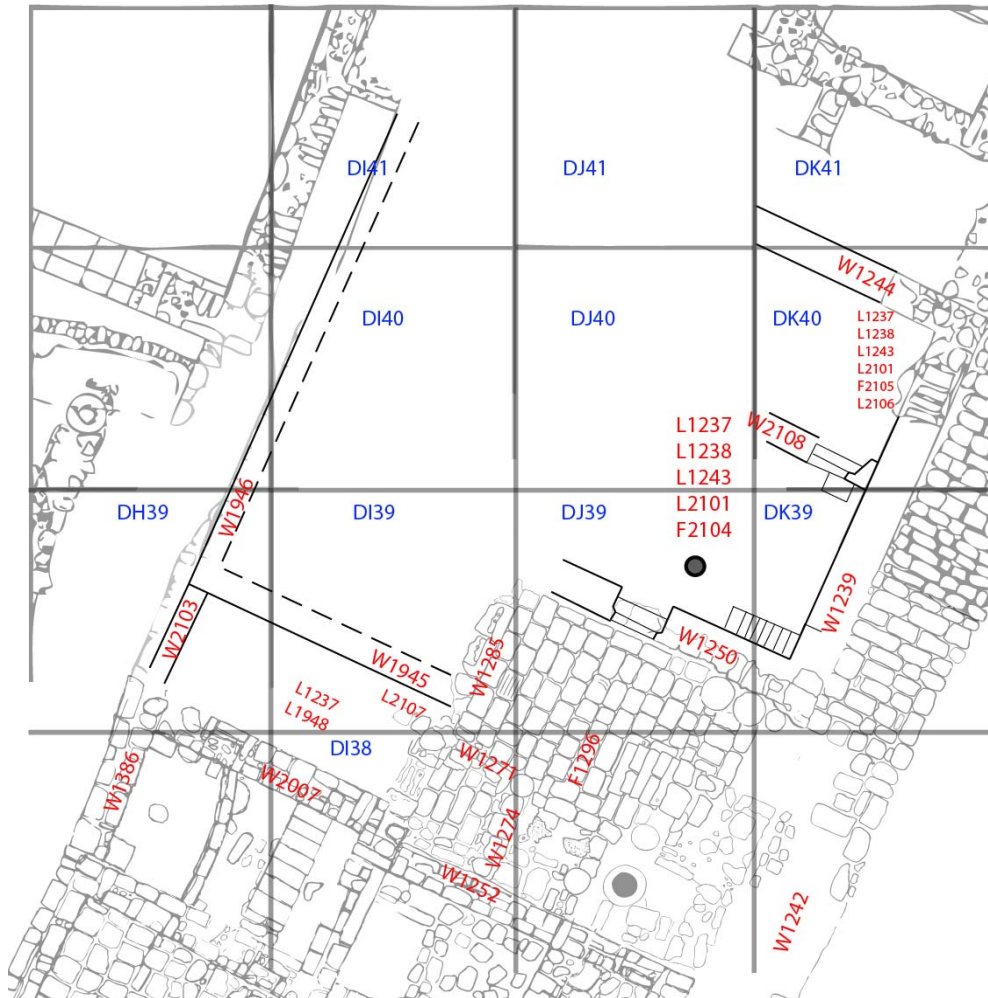 DI41
DJ41
DK41
W1244
DI40
DJ40
DK40
L1237
L1238
L1243
L2101
F2105
L2106
L1237
L1238
L1243
L2101
F2104
W2108
DH39
W1946
DI39
DJ39
DK39
W1239
W2103
W1945
W1285
W1250
L1237
L1948
L2107
DI38
W1386
W2007
W1271
F1296
W1274
W1252
W1242